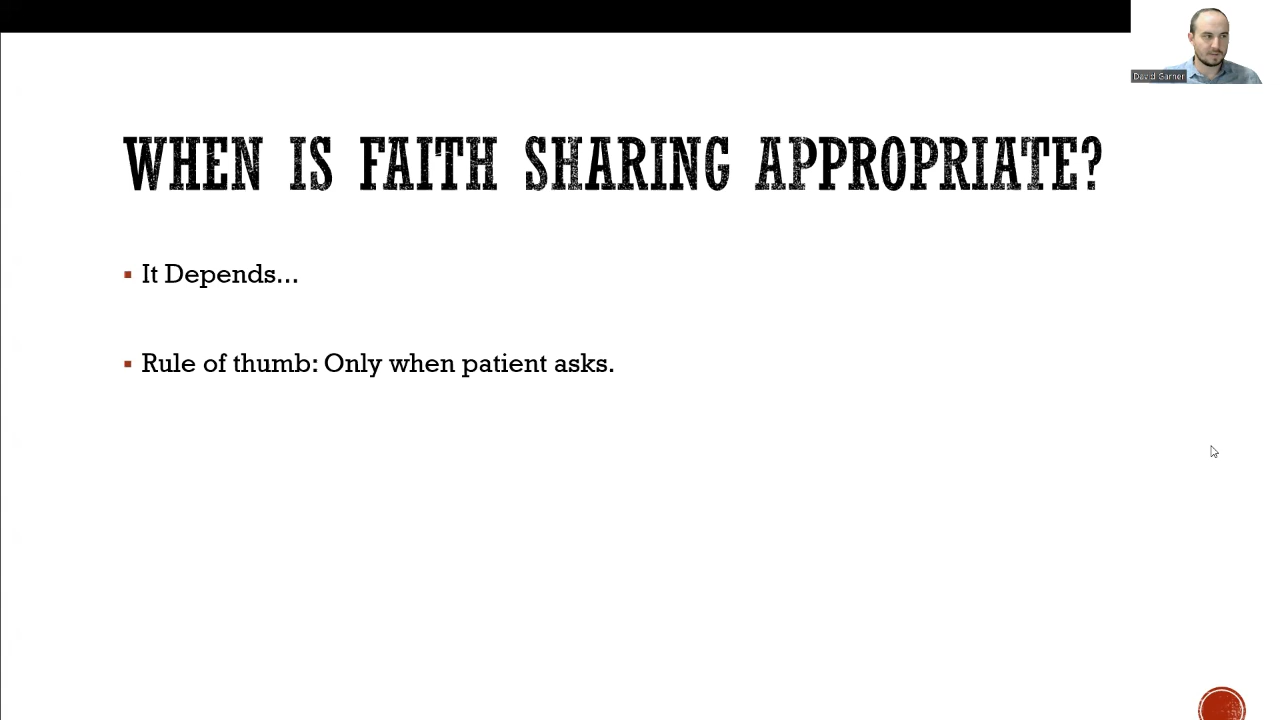 David Garner
WHEN IS FAITH SHARING APPROPRIATE?
It Depends...
Rule of thumb: Only when patient asks.